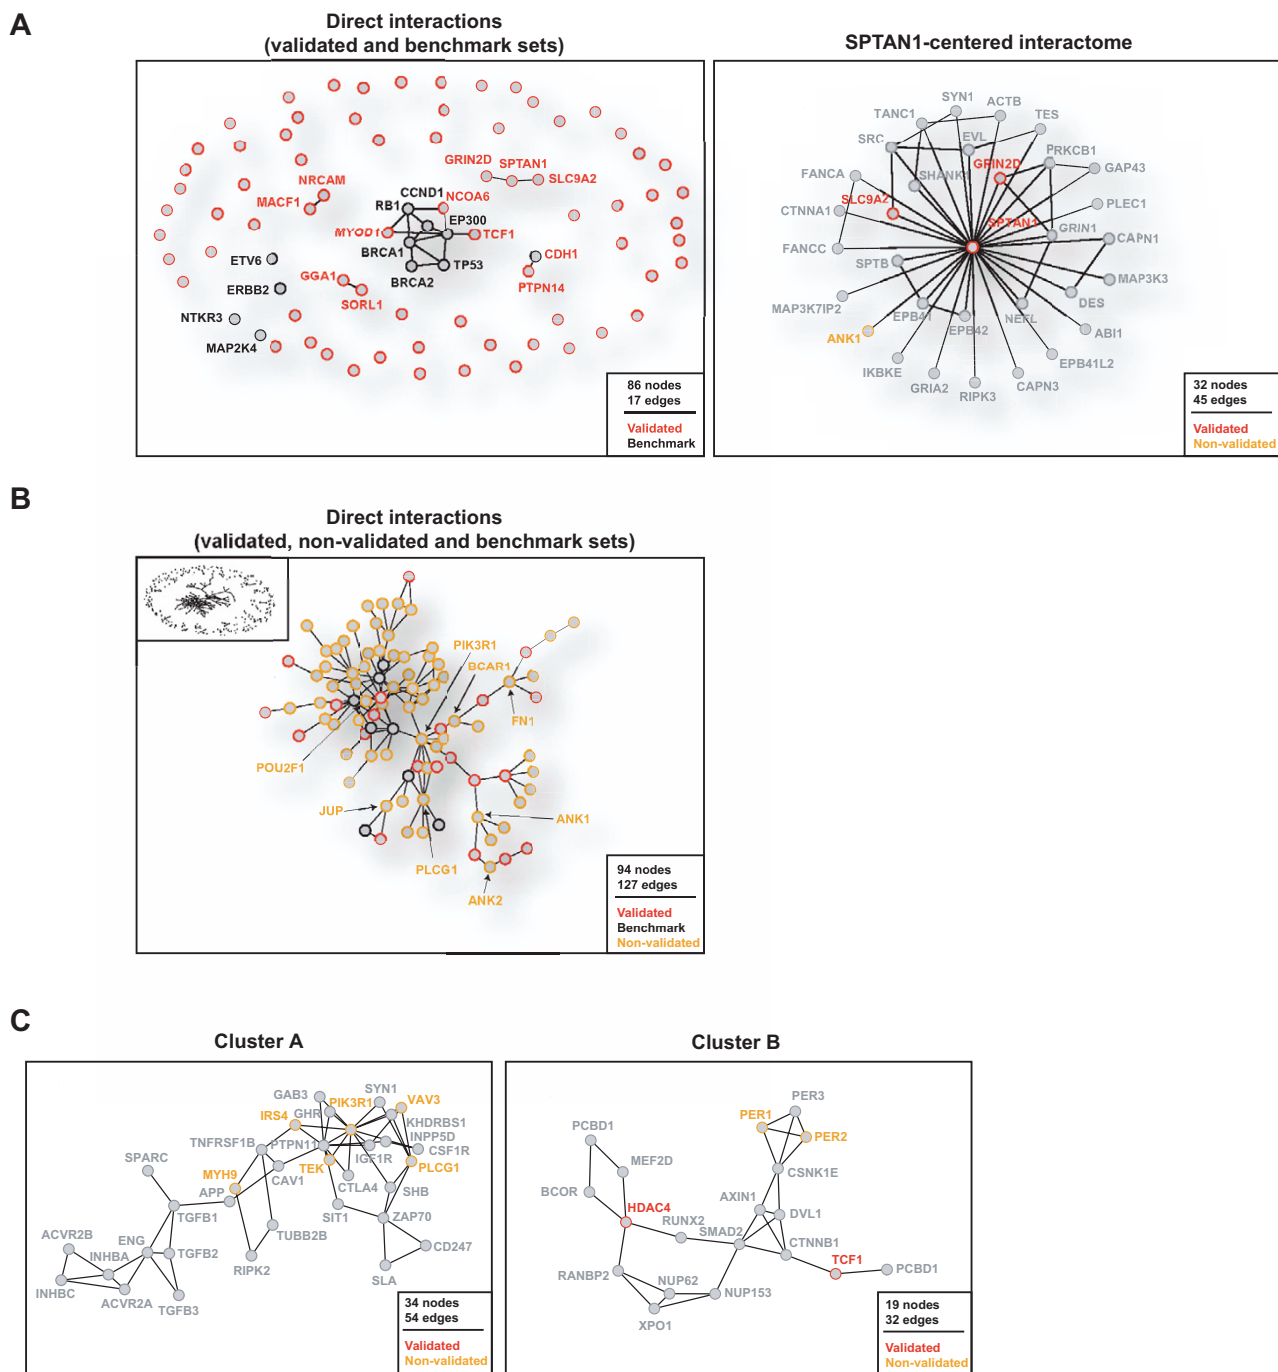 A
Direct interactions
(validated and benchmark sets)
SPTAN1-centered interactome
GRIN2D
SPTAN1
SLC9A2
NRCAM
MACF1
CCND1
NCOA6
RB1
EP300
MYOD1
TCF1
BRCA1
TP53
BRCA2
CDH1
PTPN14
ETV6
ERBB2
GGA1
SORL1
NTKR3
MAP2K4
86 nodes
17 edges
Validated
Benchmark
SYN1
ACTB
TANC1
TES
SRC
EVL
PRKCB1
GRIN2D
GAP43
FANCA
SHANK1
SLC9A2
PLEC1
CTNNA1
SPTAN1
GRIN1
CAPN1
FANCC
SPTB
MAP3K3
DES
MAP3K7IP2
EPB41
NEFL
ANK1
EPB42
ABI1
IKBKE
EPB41L2
GRIA2
RIPK3
CAPN3
32 nodes
45 edges
Validated
Non-validated
B
Direct interactions
(validated, non-validated and benchmark sets)
PIK3R1
BCAR1
FN1
POU2F1
JUP
ANK1
PLCG1
ANK2
94 nodes
127 edges
Validated
Benchmark
Non-validated
C
Cluster A
Cluster B
GAB3
SYN1
PIK3R1
VAV3
IRS4
GHR
KHDRBS1
TNFRSF1B
PTPN11
INPP5D
IGF1R
CSF1R
SPARC
MYH9
TEK
PLCG1
CAV1
CTLA4
SHB
APP
TGFB1
SIT1
ZAP70
ACVR2B
ENG
TUBB2B
INHBA
TGFB2
CD247
RIPK2
SLA
INHBC
ACVR2A
TGFB3
34 nodes
54 edges
Validated
Non-validated
PER3
PER1
PCBD1
PER2
MEF2D
CSNK1E
BCOR
AXIN1
HDAC4
DVL1
RUNX2
SMAD2
CTNNB1
TCF1
PCBD1
RANBP2
NUP62
NUP153
XPO1
19 nodes
32 edges
Validated
Non-validated